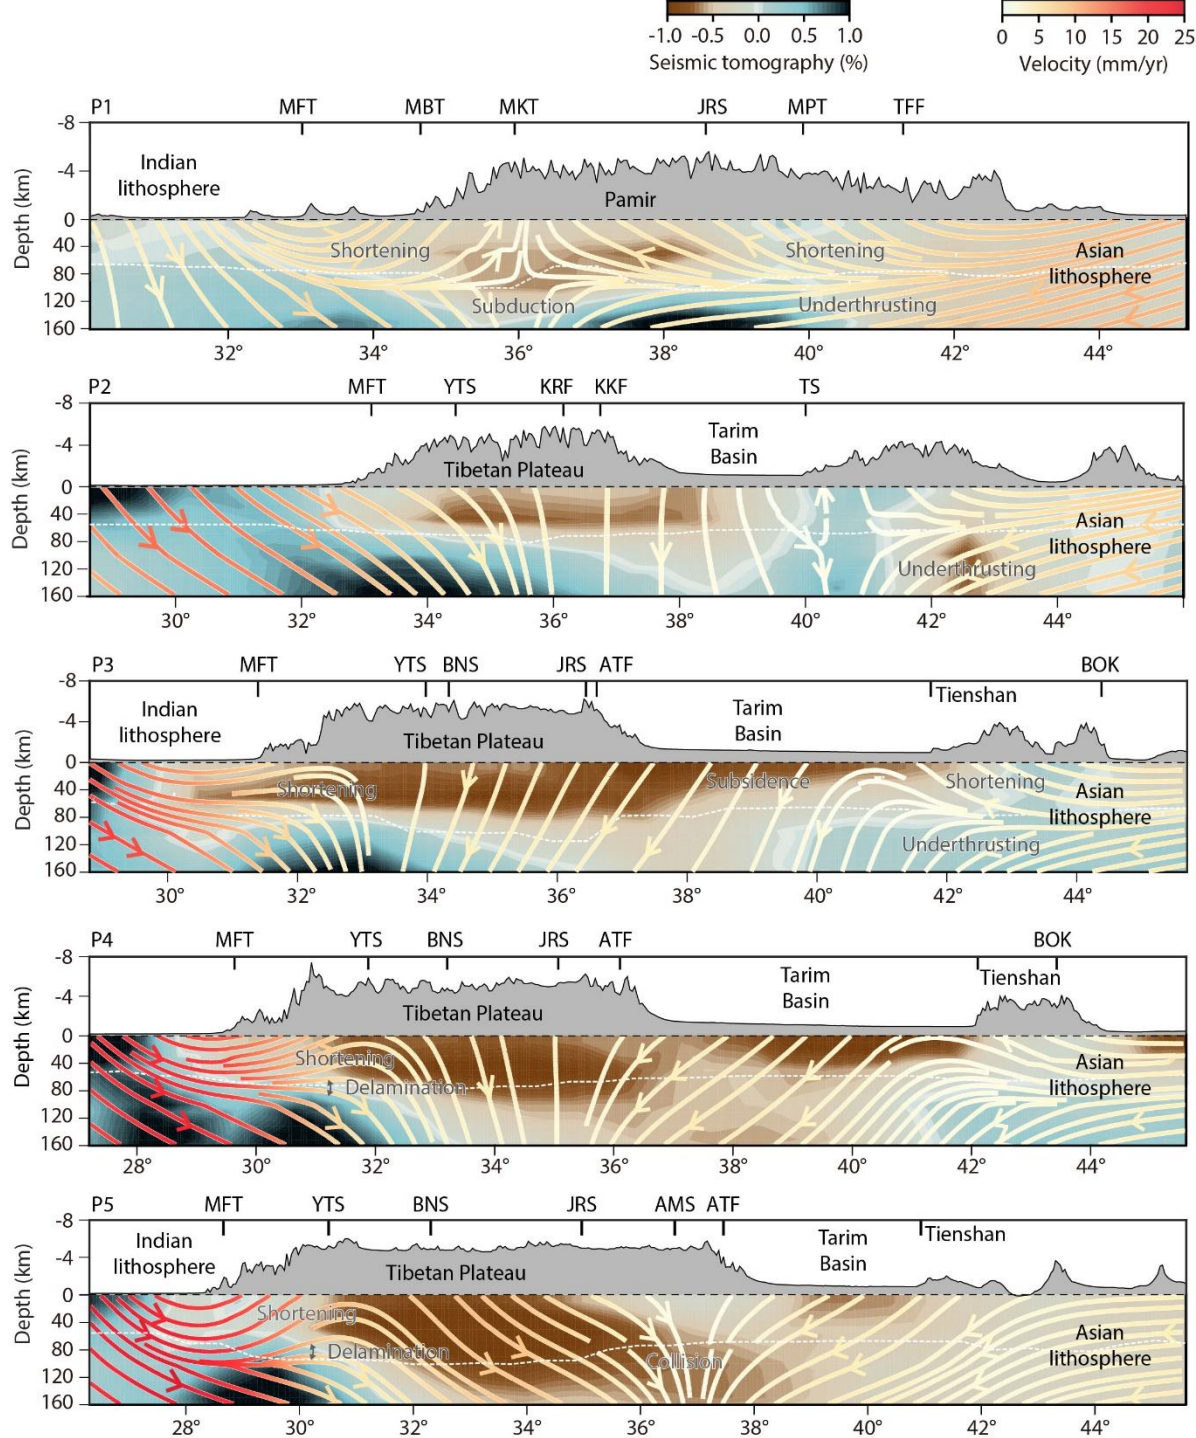 -1.0 -0.5 0.0 0.5 1.0
Seismic tomography (%)
0 5 10 15 20 25
Velocity (mm/yr)
P1 MFT MBT MKT JRS MPT TFF
-8
-4
0
40
80
120
160
Depth (km)
Indian
lithosphere
Pamir
Shortening
Shortening
Subduction
Underthrusting
Asian
lithosphere
32° 34° 36° 38° 40° 42° 44°
P2 MFT YTS KRF KKF TS
-8
-4
0
40
80
120
160
Depth (km)
Tibetan Plateau
Tarim
Basin
Underthrusting
Asian
lithosphere
30° 32° 34° 36° 38° 40° 42° 44°
P3 MFT YTS BNS JRS ATF BOK
-8
-4
0
40
80
120
160
Depth (km)
Indian
lithosphere
Tibetan Plateau
Tarim
Basin
Tienshan
Shortening
Subsidence
Shortening
Underthrusting
Asian
lithosphere
30° 32° 34° 36° 38° 40° 42° 44°
P4 MFT YTS BNS JRS ATF BOK
-8
-4
0
40
80
120
160
Depth (km)
Tibetan Plateau
Tarim
Basin
Tienshan
Shortening
Delamination
Asian
lithosphere
28° 30° 32° 34° 36° 38° 40° 42° 44°
P5 MFT YTS BNS JRS AMS ATF
-8
-4
0
40
80
120
160
Depth (km)
Indian
lithosphere
Tibetan Plateau
Tarim
Basin
Tienshan
Shortening
Delamination
Collision
Asian
lithosphere
28° 30° 32° 34° 36° 38° 40° 42° 44°